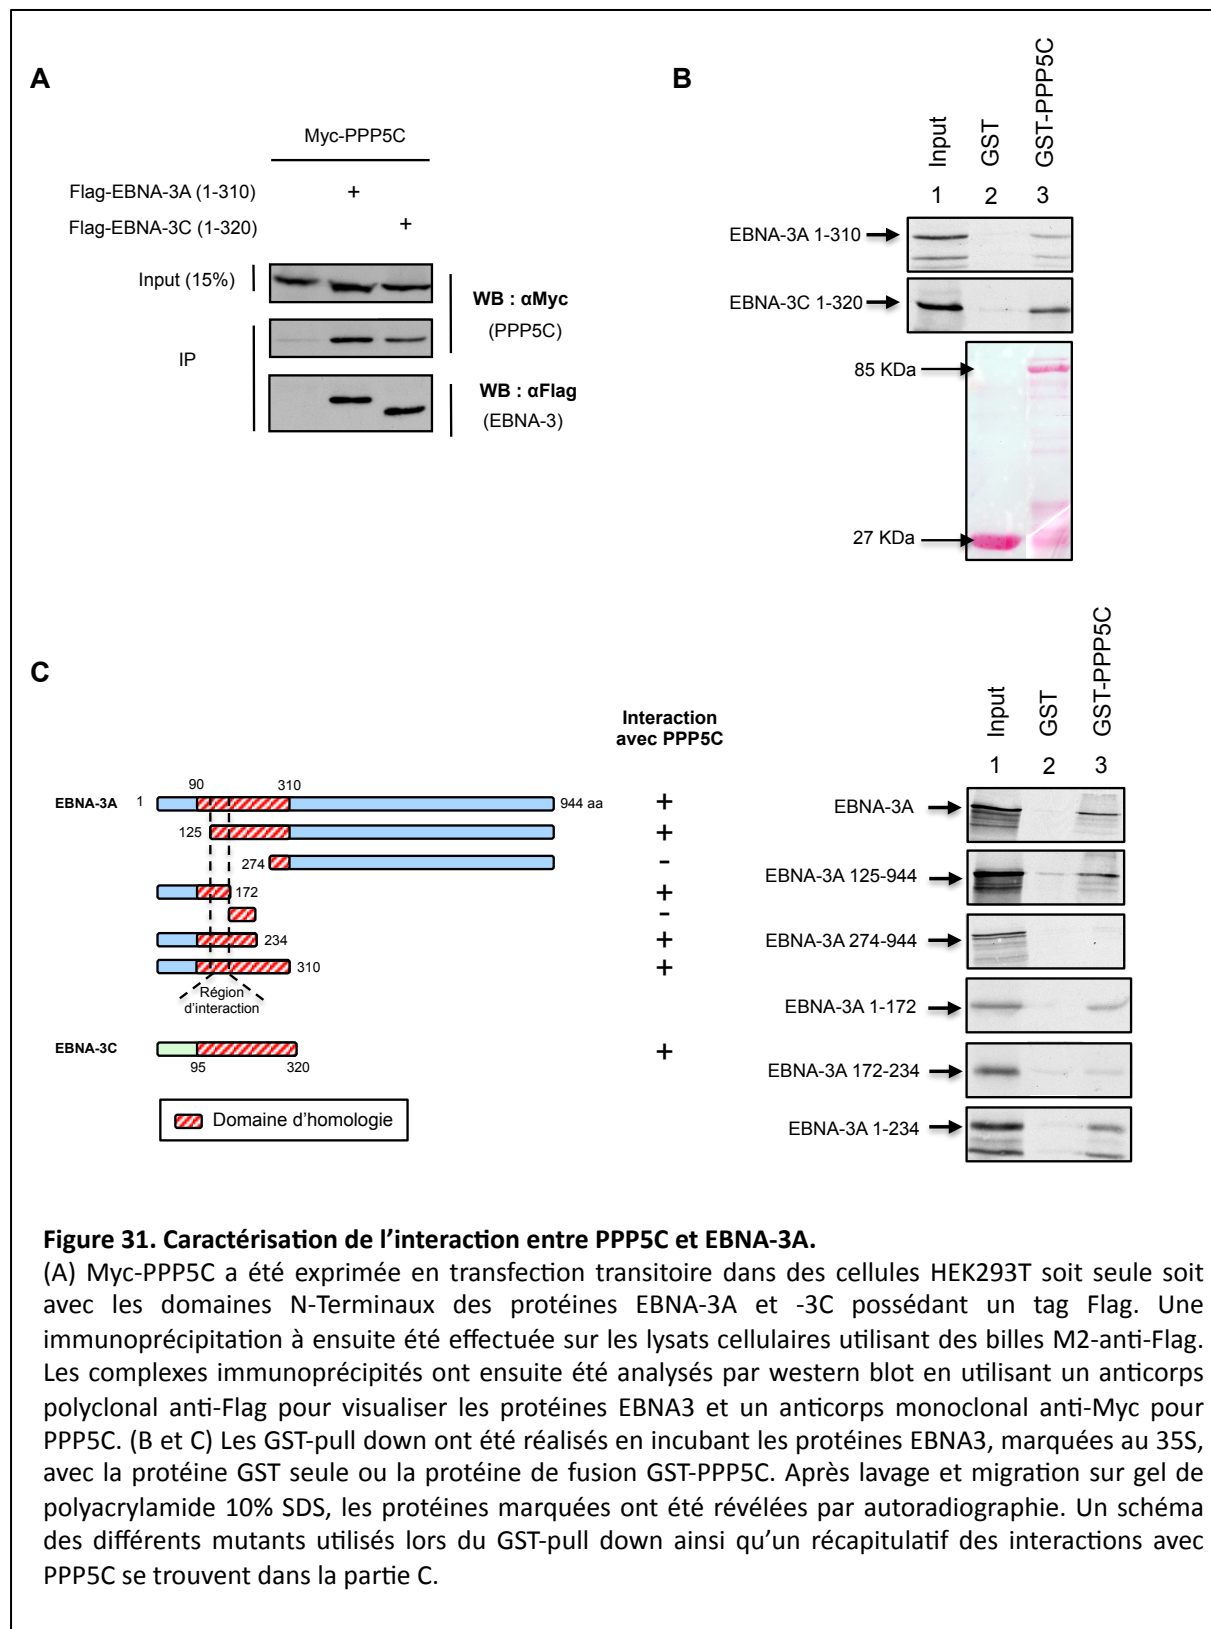 A
Myc-PPP5C
Flag-EBNA-3A (1-310) +
Flag-EBNA-3C (1-320) +
Input (15%)
IP
WB : αMyc
(PPP5C)
WB : αFlag
(EBNA-3)
B
Input GST GST-PPP5C
1 2 3
EBNA-3A 1-310
EBNA-3C 1-320
85 KDa
27 KDa
C
Interaction
avec PPP5C
90 310
EBNA-3A 1 944 aa +
125 +
274 -
172 +
-
234 +
310 +
Région
d'interaction
EBNA-3C +
95 320
Domaine d'homologie
Input GST GST-PPP5C
1 2 3
EBNA-3A
EBNA-3A 125-944
EBNA-3A 274-944
EBNA-3A 1-172
EBNA-3A 172-234
EBNA-3A 1-234
Figure 31. Caractérisation de l'interaction entre PPP5C et EBNA-3A.
(A) Myc-PPP5C a été exprimée en transfection transitoire dans des cellules HEK293T soit seule soit
avec les domaines N-Terminaux des protéines EBNA-3A et -3C possédant un tag Flag. Une
immunoprécipitation à ensuite été effectuée sur les lysats cellulaires utilisant des billes M2-anti-Flag.
Les complexes immunoprécipités ont ensuite été analysés par western blot en utilisant un anticorps
polyclonal anti-Flag pour visualiser les protéines EBNA3 et un anticorps monoclonal anti-Myc pour
PPP5C. (B et C) Les GST-pull down ont été réalisés en incubant les protéines EBNA3, marquées au 35S,
avec la protéine GST seule ou la protéine de fusion GST-PPP5C. Après lavage et migration sur gel de
polyacrylamide 10% SDS, les protéines marquées ont été révélées par autoradiographie. Un schéma
des différents mutants utilisés lors du GST-pull down ainsi qu'un récapitulatif des interactions avec
PPP5C se trouvent dans la partie C.